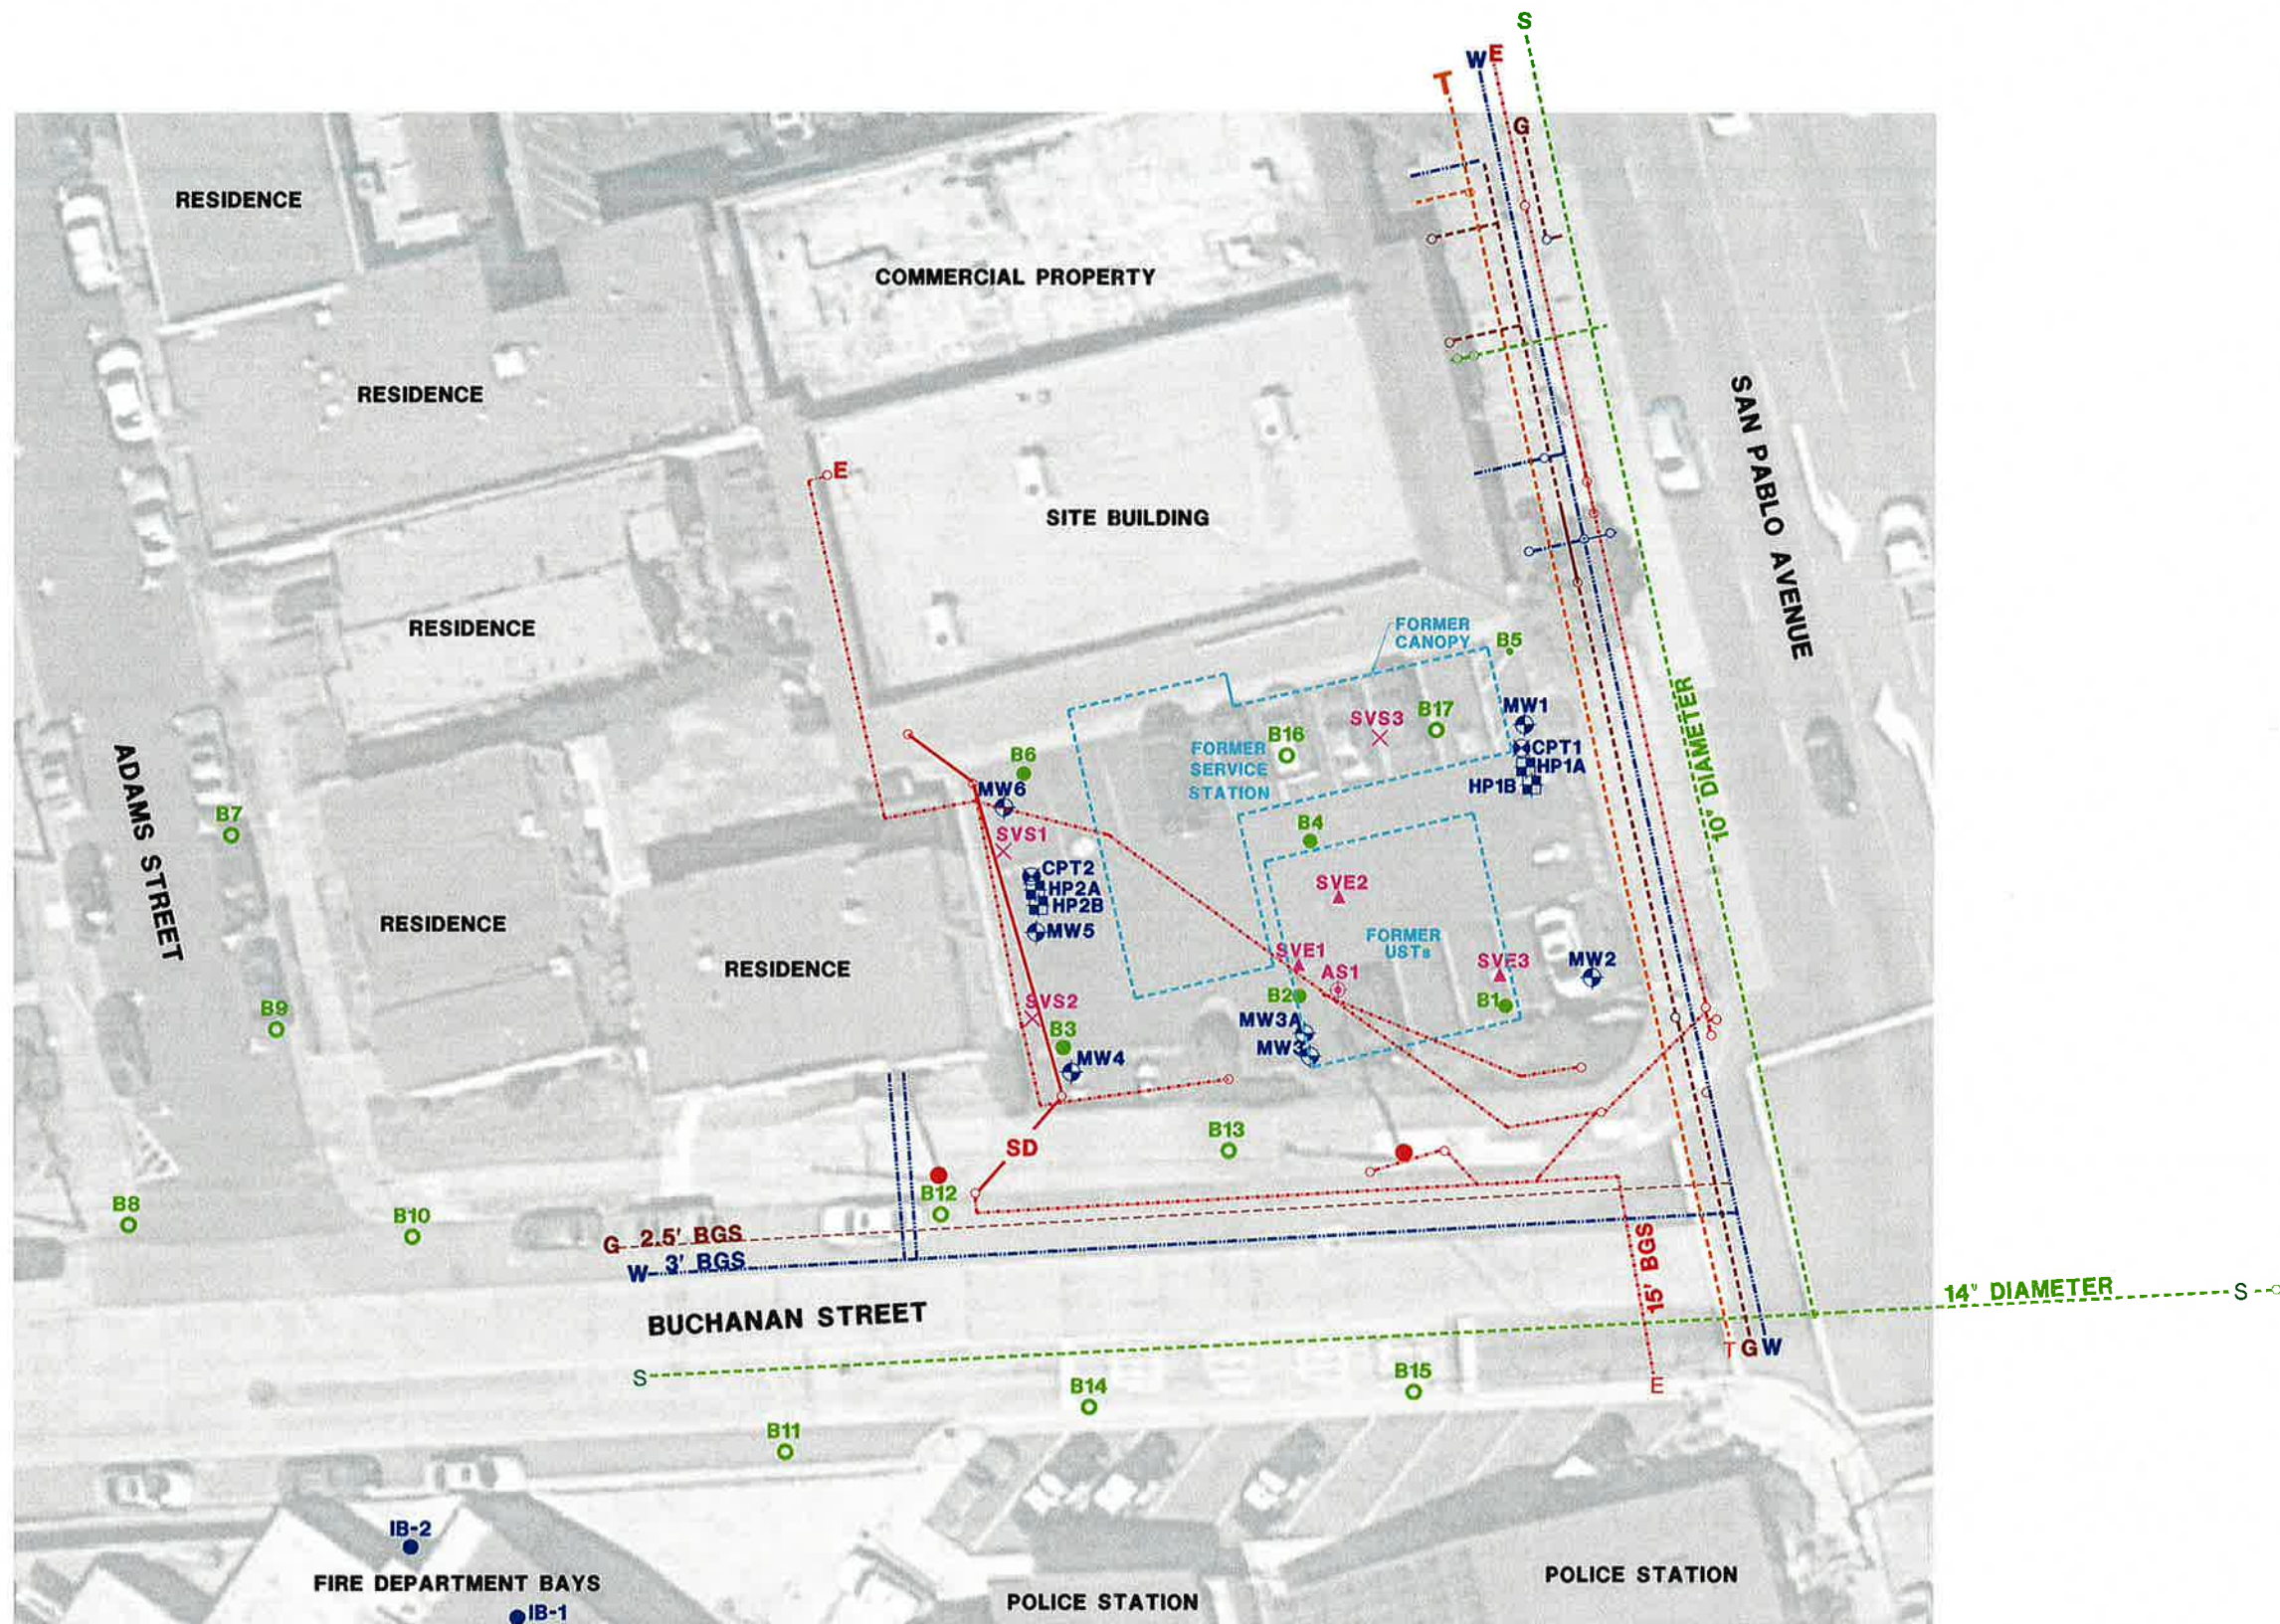 S
T
W
E
G
RESIDENCE
COMMERCIAL PROPERTY
RESIDENCE
SAN PABLO AVENUE
E
SITE BUILDING
RESIDENCE
FORMER
CANOPY
B5
10" DIAMETER
MW1
SVS3
B17
B16
FORMER
SERVICE
STATION
CPT1
HP1A
HP1B
B6
MW6
ADAMS STREET
B7
SVS1
B4
CPT2
HP2A
HP2B
MW5
SVE2
RESIDENCE
RESIDENCE
FORMER
USTs
SVE1
AS1
SVE3
MW2
B9
SVS2
B2
B1
B3
MW3A
MW3
MW4
B13
SD
B12
B8
B10
G
2.5' BGS
W
3' BGS
15' BGS
14" DIAMETER
S
BUCHANAN STREET
T
G
W
S
E
B15
B14
B11
IB-2
FIRE DEPARTMENT BAYS
IB-1
POLICE STATION
POLICE STATION